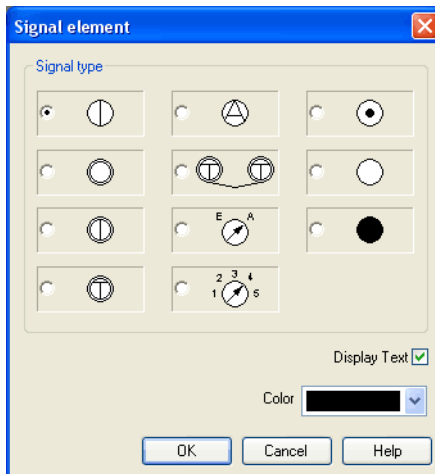 Signal element
Signal type
A
T T
T
E A
1 2 3 4 5
Display Text
Color
OK Cancel Help